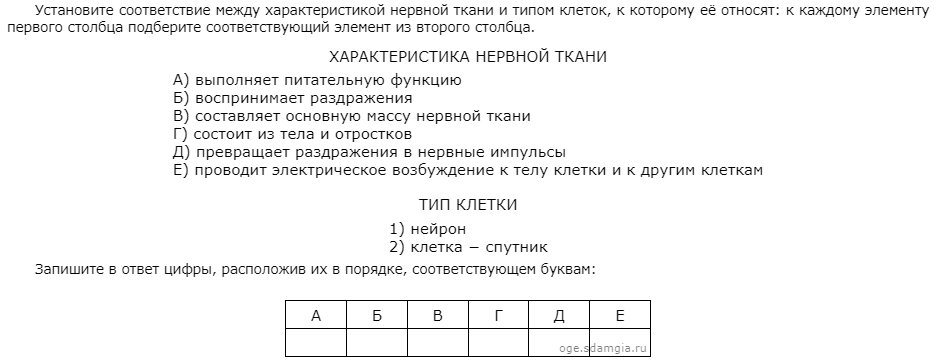 Установите соответствие между характеристикой нервной ткани и типом клеток, к которому её относят: к каждому элементу
первого столбца подберите соответствующий элемент из второго столбца.
ХАРАКТЕРИСТИКА НЕРВНОЙ ТКАНИ
А) выполняет питательную функцию
Б) воспринимает раздражения
В) составляет основную массу нервной ткани
Г) состоит из тела и отростков
Д) превращает раздражения в нервные импульсы
Е) проводит электрическое возбуждение к телу клетки и к другим клеткам
ТИП КЛЕТКИ
1) нейрон
2) клетка − спутник
Запишите в ответ цифры, расположив их в порядке, соответствующем буквам:
А Б В Г Д Е
oge.sdamgia.ru